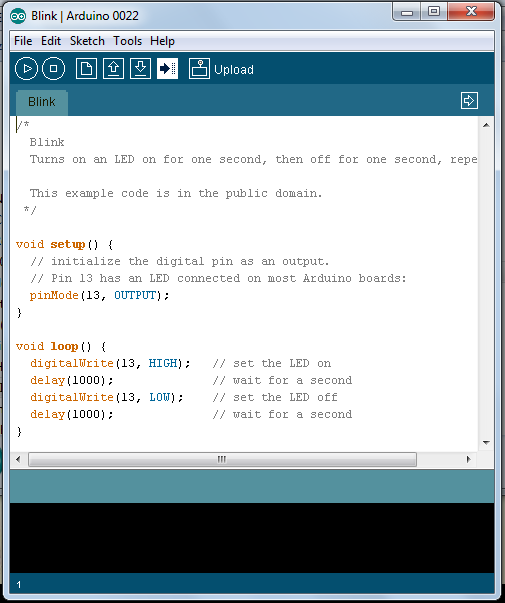 Blink | Arduino 0022
File Edit Sketch Tools Help
Upload
Blink
/*
  Blink
  Turns on an LED on for one second, then off for one second, repe

  This example code is in the public domain.
 */

void setup() {
  // initialize the digital pin as an output.
  // Pin 13 has an LED connected on most Arduino boards:
  pinMode(13, OUTPUT);
}

void loop() {
  digitalWrite(13, HIGH);   // set the LED on
  delay(1000);              // wait for a second
  digitalWrite(13, LOW);    // set the LED off
  delay(1000);              // wait for a second
}
1